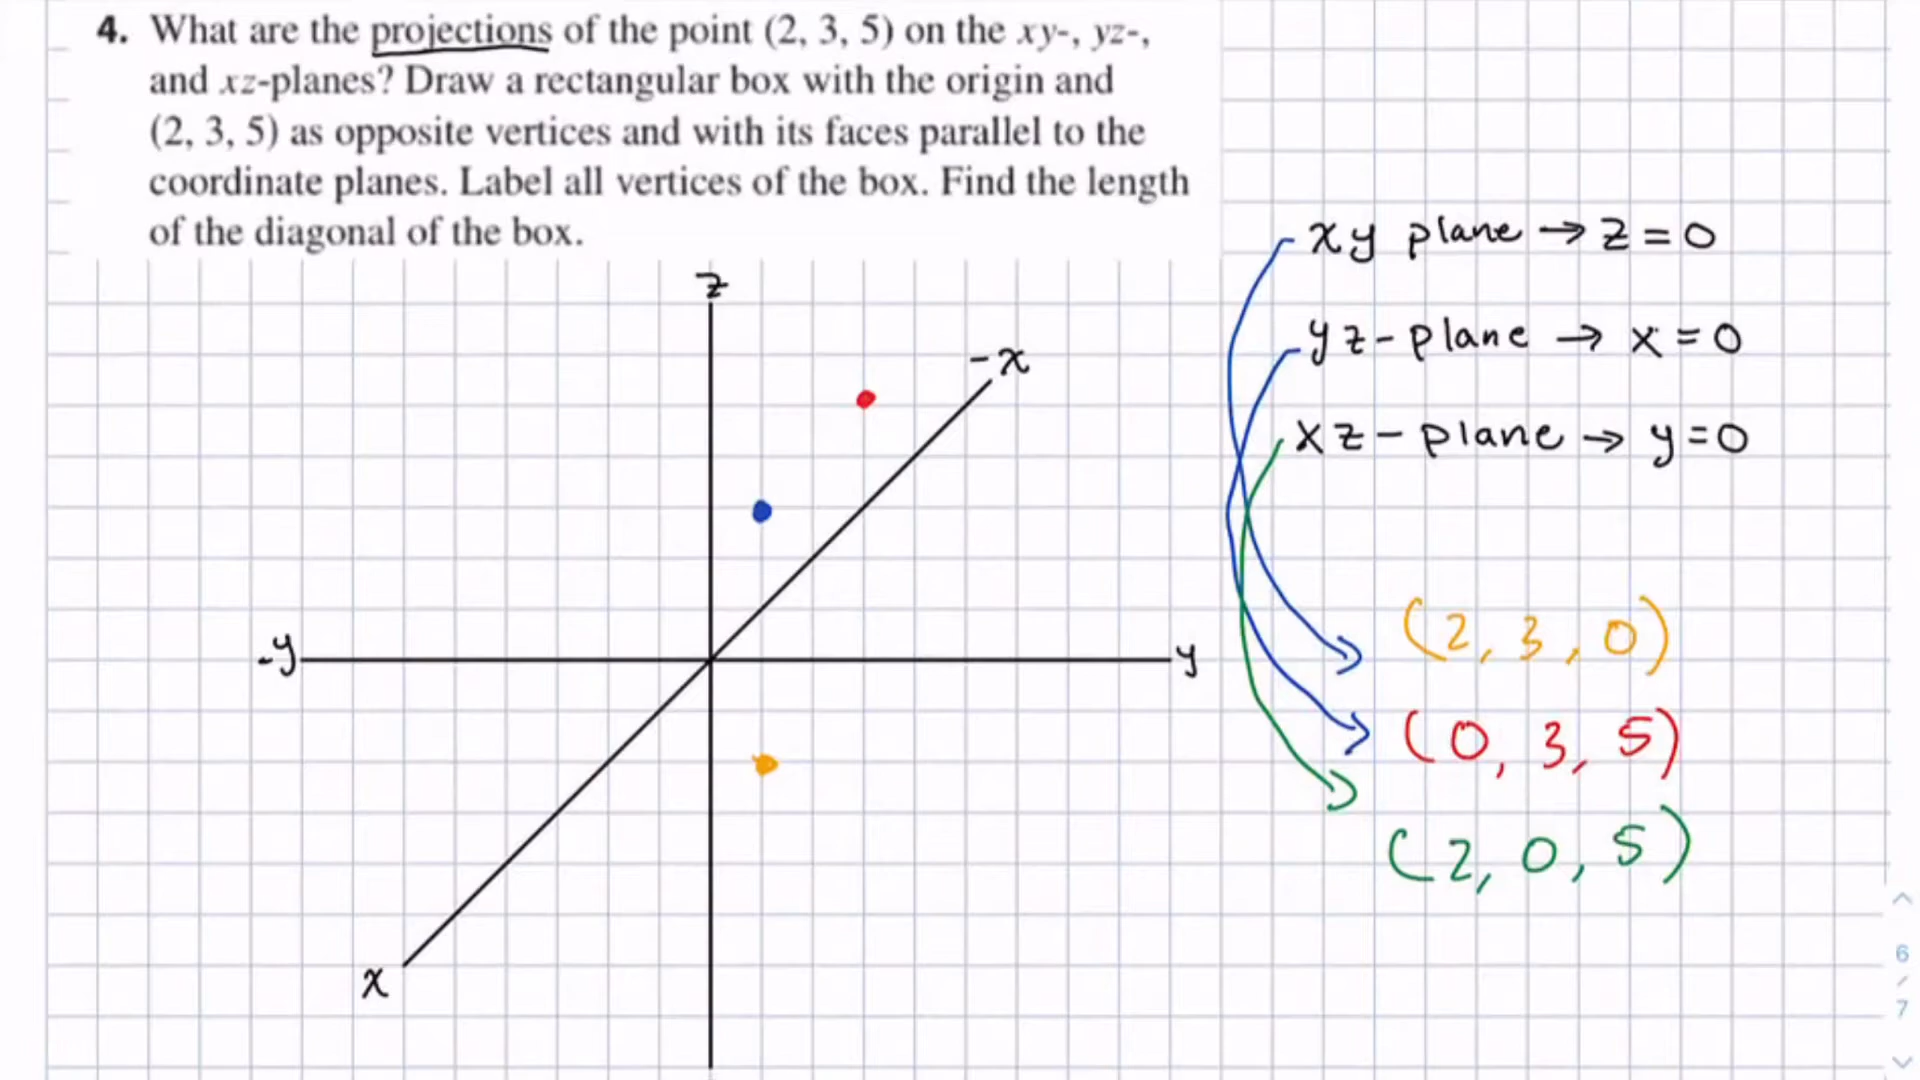 4. What are the projections of the point (2, 3, 5) on the xy-, yz-,
and xz-planes? Draw a rectangular box with the origin and
(2, 3, 5) as opposite vertices and with its faces parallel to the
coordinate planes. Label all vertices of the box. Find the length
of the diagonal of the box.
xy plane → z = 0
yz-plane → x = 0
xz-plane → y = 0
z
-x
-y
y
x
(2, 3, 0)
(0, 3, 5)
(2, 0, 5)
6
/
7